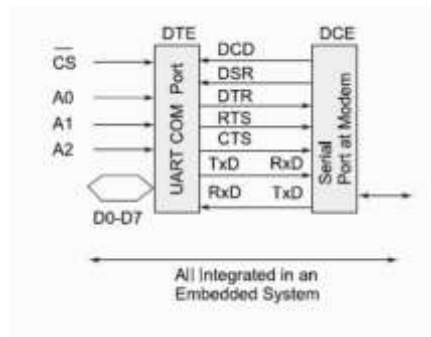 DTE
DCE
CS
A0
A1
A2
D0-D7
UART COM Port
DCD
DSR
DTR
RTS
CTS
TxD RxD
RxD TxD
Serial
Port at Modem
All Integrated in an
Embedded System